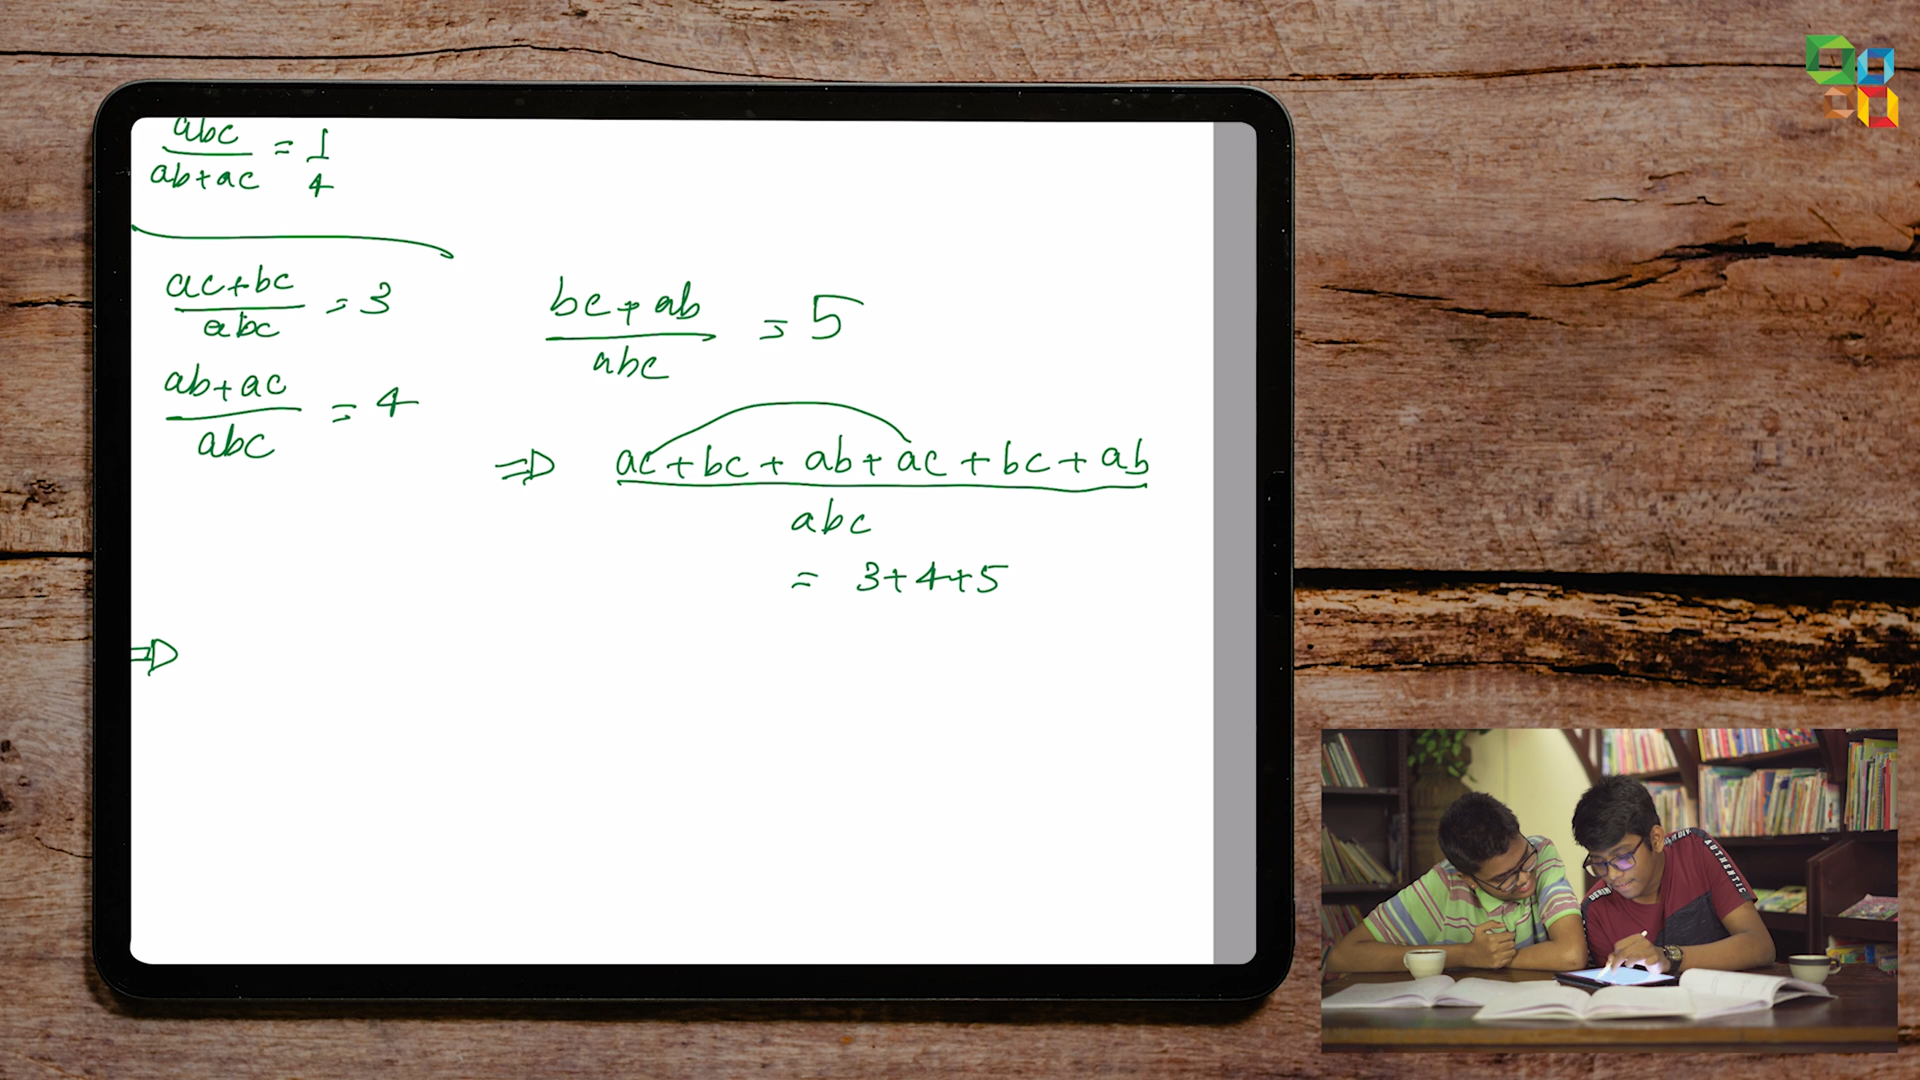 abc/(ab+ac) = 1/4
(ac+bc)/abc = 3
(ab+ac)/abc = 4
(bc+ab)/abc = 5
⇒ (ac+bc+ab+ac+bc+ab)/abc
= 3+4+5
⇒
AUTHENTIC